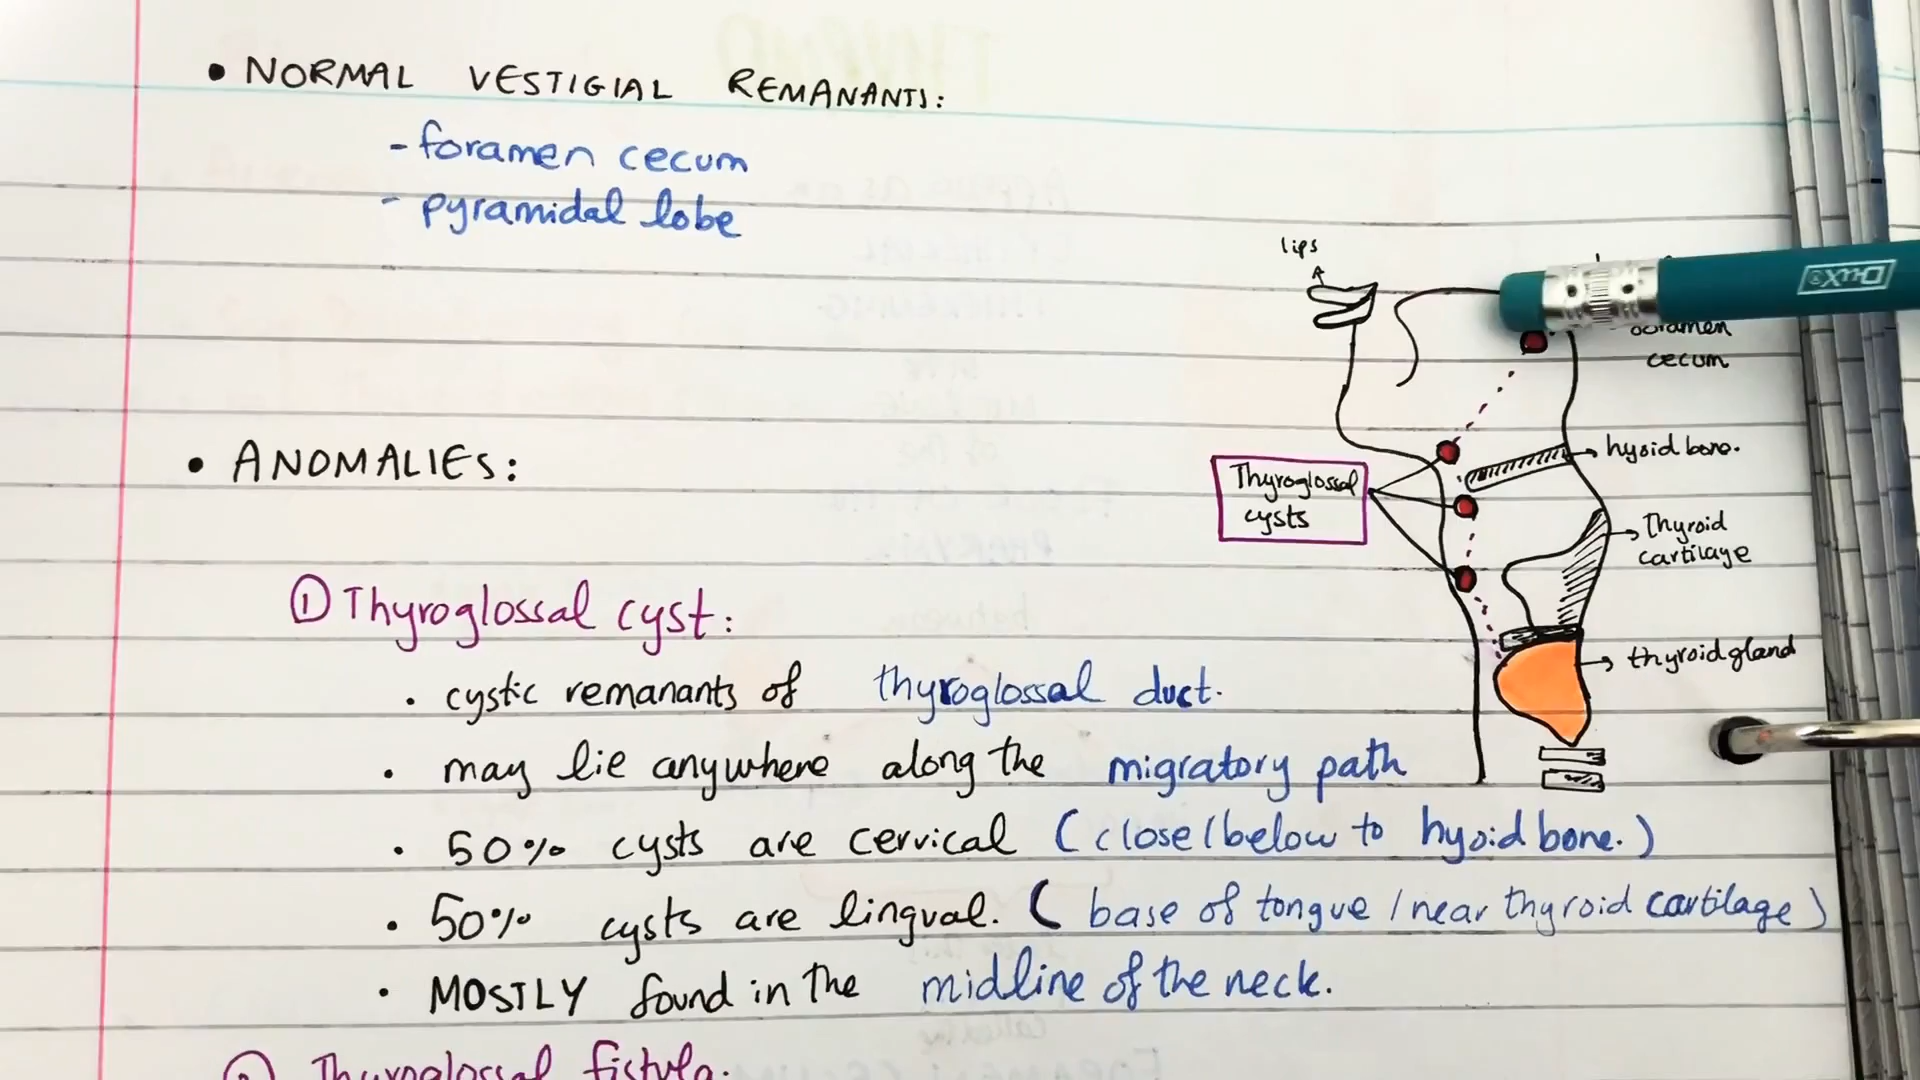 • NORMAL VESTIGIAL REMANANTS:
- foramen cecum
- pyramidal lobe
lips
cecum
hyoid bone.
Thyroglossal
cysts
Thyroid
cartilage
thyroid gland
• ANOMALIES:
① Thyroglossal cyst:
• cystic remanants of thyroglossal duct.
• may lie anywhere along the migratory path
• 50% cysts are cervical (close/below to hyoid bone.)
• 50% cysts are lingual. (base of tongue / near thyroid cartilage)
• MOSTLY found in the midline of the neck.
Thyroglossal fistula.
DUX